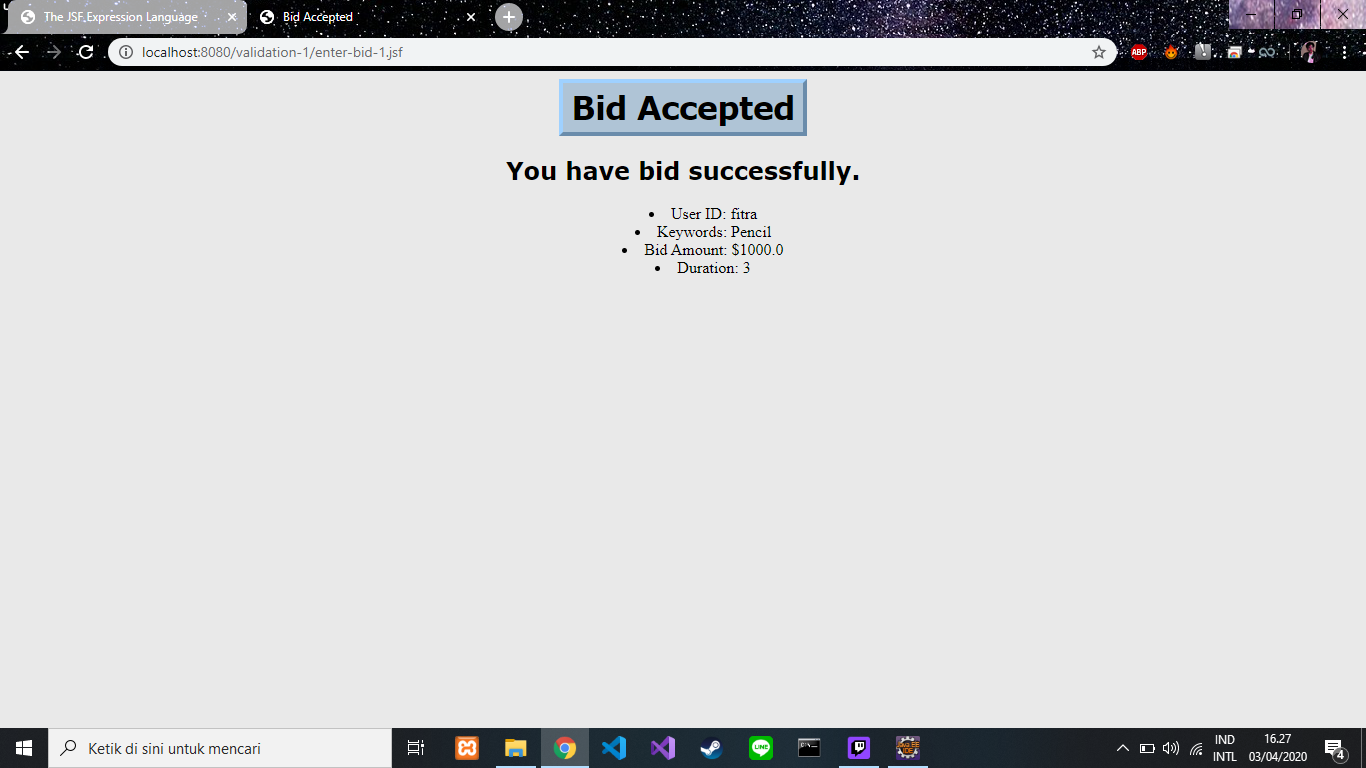 The JSF Expression Language
Bid Accepted
localhost:8080/validation-1/enter-bid-1.jsf
ABP
Bid Accepted
You have bid successfully.
• User ID: fitra
• Keywords: Pencil
• Bid Amount: $1000.0
• Duration: 3
Ketik di sini untuk mencari
LINE
IND
INTL
16.27
03/04/2020
4